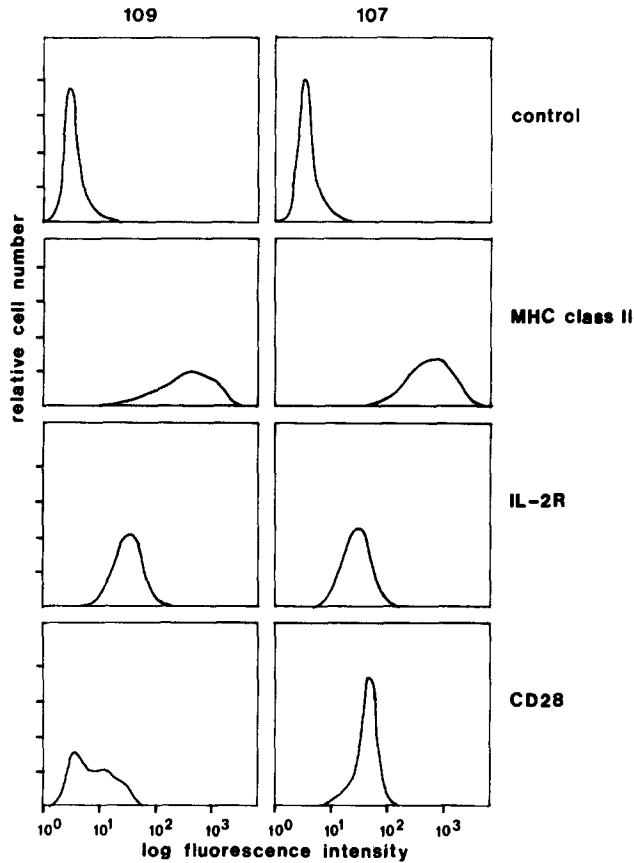 109 107
control
MHC class II
IL-2R
CD28
relative cell number
10⁰ 10¹ 10² 10³ 10⁰ 10¹ 10² 10³
log fluorescence intensity